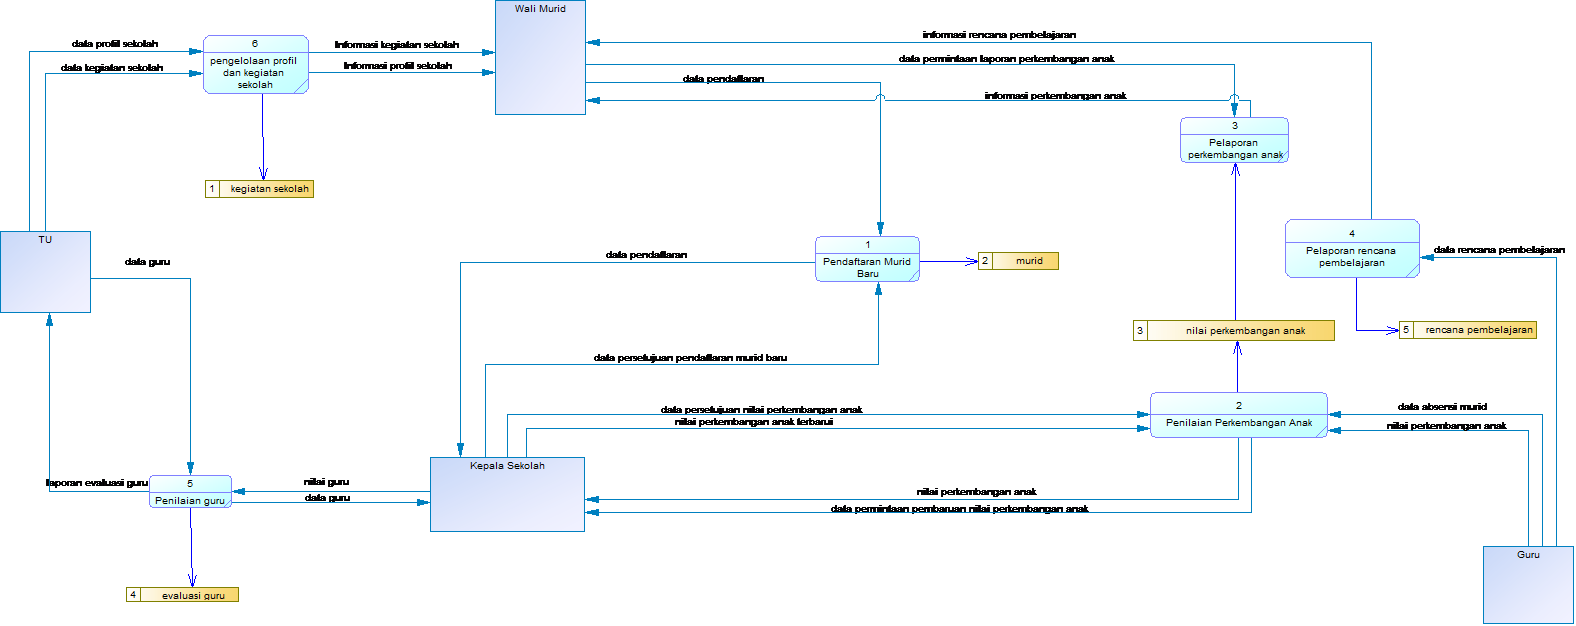 Wali Murid
data profil sekolah
data kegiatan sekolah
6
pengelolaan profil
dan kegiatan
sekolah
Informasi kegiatan sekolah
Informasi profil sekolah
informasi rencana pembelajaran
data permintaan laporan perkembangan anak
data pendaftaran
informasi perkembangan anak
3
Pelaporan
perkembangan anak
1 kegiatan sekolah
TU
data guru
data pendaftaran
1
Pendaftaran Murid
Baru
2 murid
4
Pelaporan rencana
pembelajaran
data rencana pembelajaran
3 nilai perkembangan anak
5 rencana pembelajaran
data persetujuan pendaftaran murid baru
data persetujuan nilai perkembangan anak
nilai perkembangan anak terbarui
2
Penilaian Perkembangan Anak
data absensi murid
nilai perkembangan anak
Kepala Sekolah
laporan evaluasi guru
5
Penilaian guru
nilai guru
data guru
nilai perkembangan anak
data permintaan pembaruan nilai perkembangan anak
Guru
4 evaluasi guru